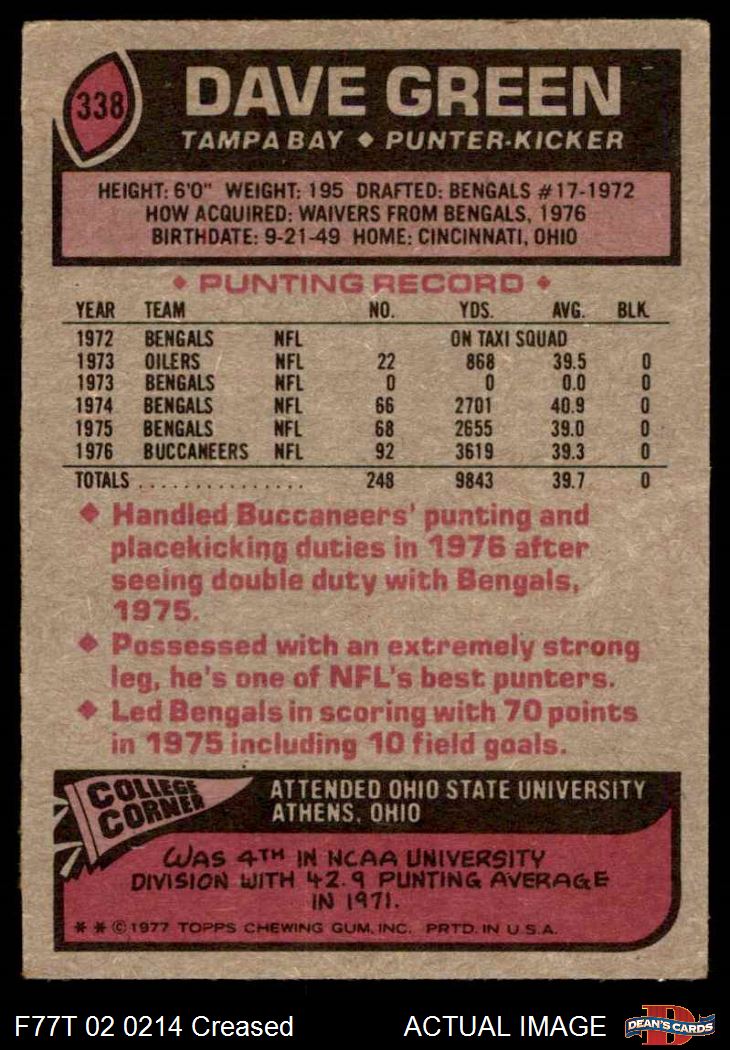 338
DAVE GREEN
TAMPA BAY ◆ PUNTER-KICKER
HEIGHT: 6'0" WEIGHT: 195 DRAFTED: BENGALS #17-1972
HOW ACQUIRED: WAIVERS FROM BENGALS, 1976
BIRTHDATE: 9-21-49 HOME: CINCINNATI, OHIO
◆ PUNTING RECORD ◆
YEAR TEAM NO. YDS. AVG. BLK.
1972 BENGALS NFL ON TAXI SQUAD
1973 OILERS NFL 22 868 39.5 0
1973 BENGALS NFL 0 0 0.0 0
1974 BENGALS NFL 66 2701 40.9 0
1975 BENGALS NFL 68 2655 39.0 0
1976 BUCCANEERS NFL 92 3619 39.3 0
TOTALS . . . . . . . . . . . . . . . 248 9843 39.7 0
◆ Handled Buccaneers' punting and
placekicking duties in 1976 after
seeing double duty with Bengals,
1975.
◆ Possessed with an extremely strong
leg, he's one of NFL's best punters.
◆ Led Bengals in scoring with 70 points
in 1975 including 10 field goals.
COLLEGE
CORNER
ATTENDED OHIO STATE UNIVERSITY
ATHENS, OHIO
WAS 4TH IN NCAA UNIVERSITY
DIVISION WITH 42.9 PUNTING AVERAGE
IN 1971.
* * © 1977 TOPPS CHEWING GUM, INC. PRTD. IN U.S.A.
F77T 02 0214 Creased ACTUAL IMAGE
D
DEAN'S CARDS